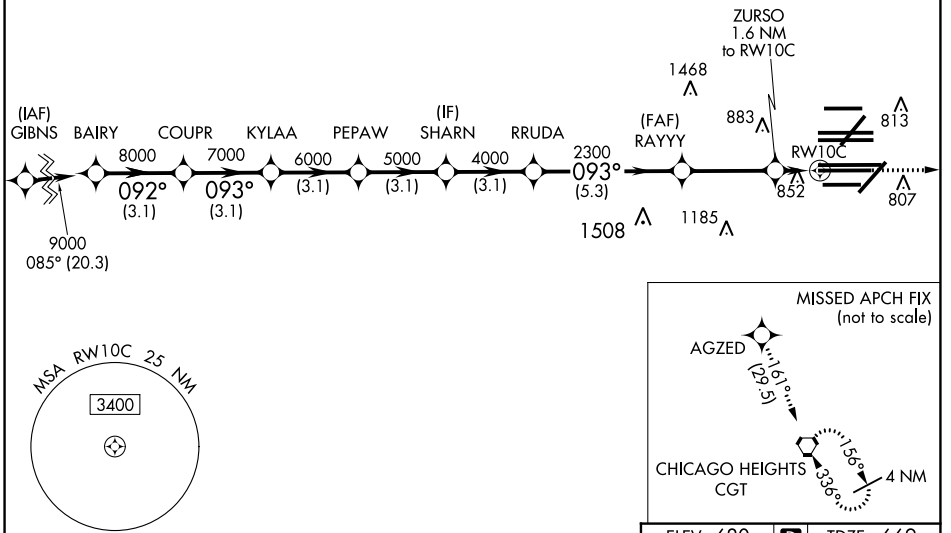 ZURSO
1.6 NM
to RW10C
1468
(IAF)
GIBNS
BAIRY
COUPR
KYLAA
PEPAW
(IF)
SHARN
RRUDA
(FAF)
RAYYY
883
813
RW10C
8000
092°
(3.1)
7000
093°
(3.1)
6000
(3.1)
5000
(3.1)
4000
(3.1)
2300
093°
(5.3)
852
807
9000
085° (20.3)
1508
1185
MISSED APCH FIX
(not to scale)
AGZED
161°
(29.5)
CHICAGO HEIGHTS
CGT
156°
336°
4 NM
MSA RW10C 25 NM
3400